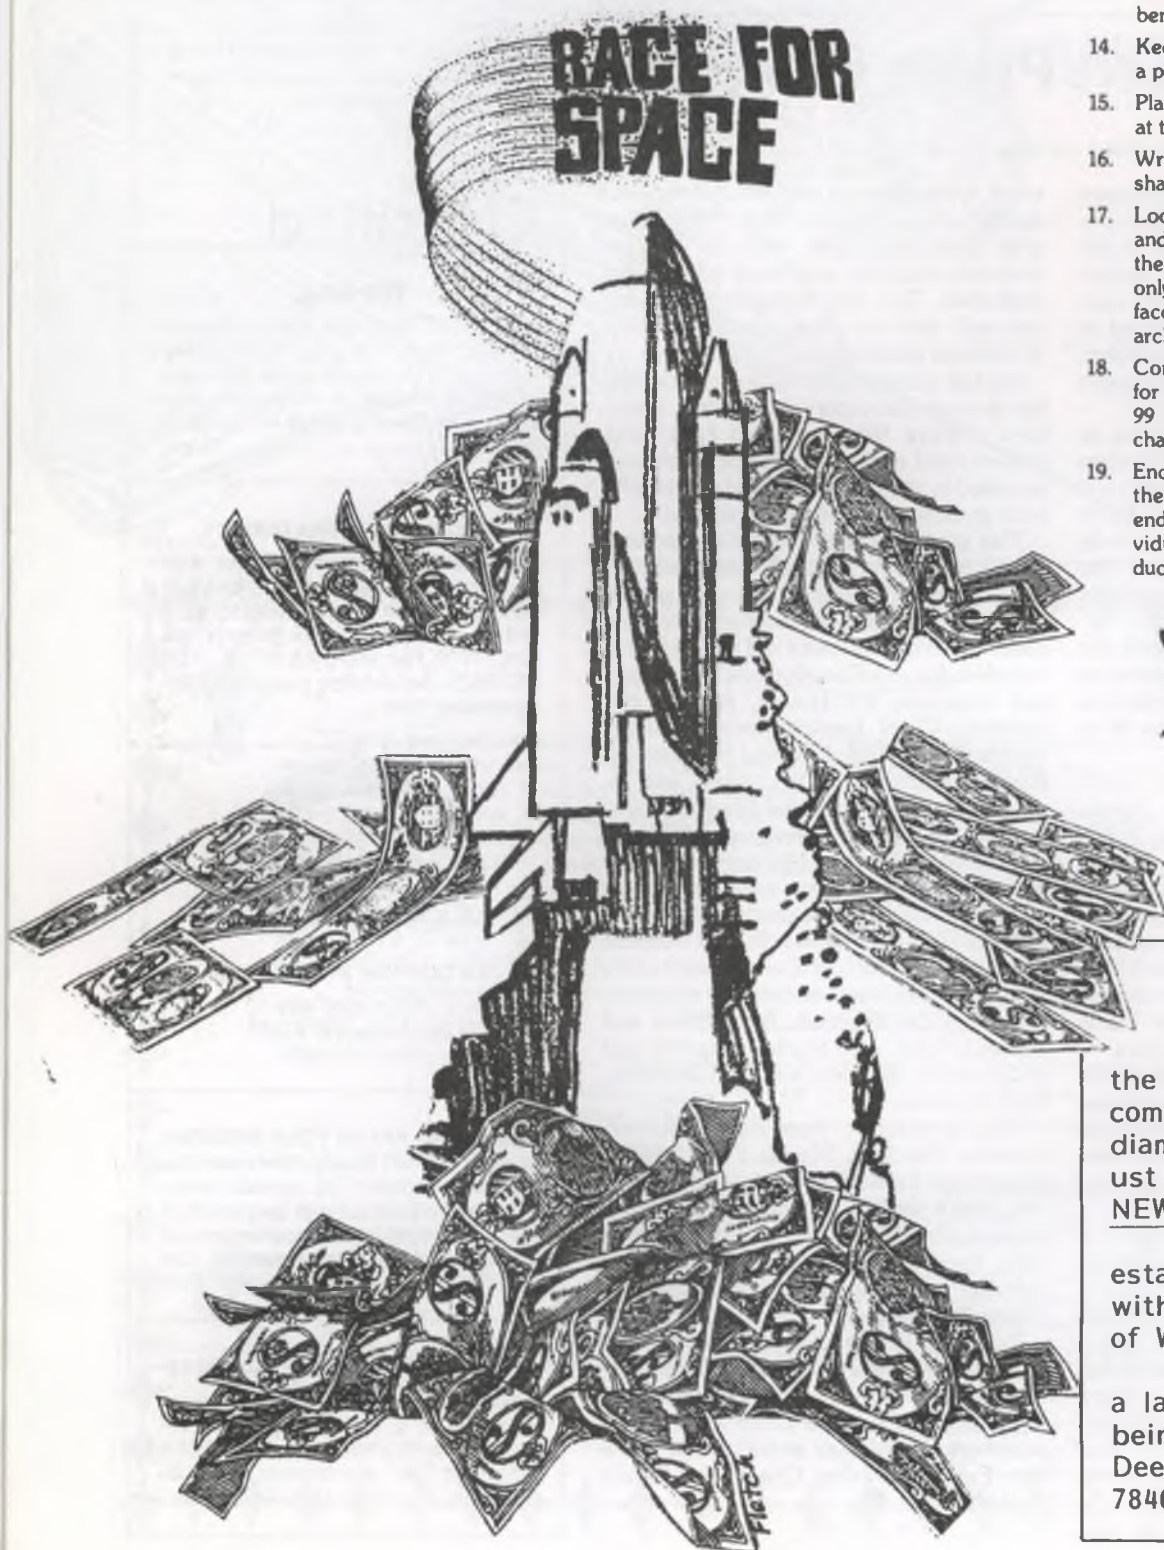 RACE FOR
SPACE
14. Kee
a p
15. Pla
at t
16. Wr
sha
17. Loo
and
the
only
face
arc
18. Con
for
99
cha
19. Enc
the
end
vidu
duc
the
com
dian
ust
NEW
esta
with
of W
a la
bein
Dee
7840
Fletch